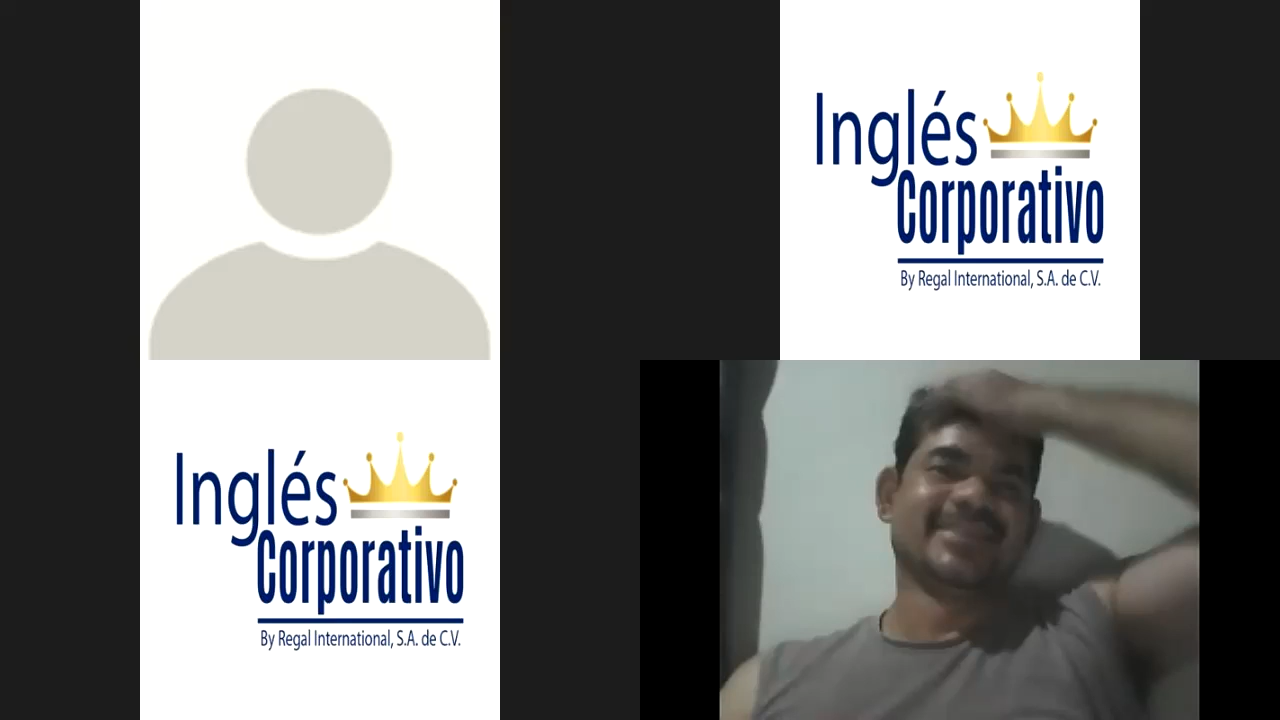 Inglés
Corporativo
By Regal International, S.A. de C.V.
Inglés
Corporativo
By Regal International, S.A. de C.V.